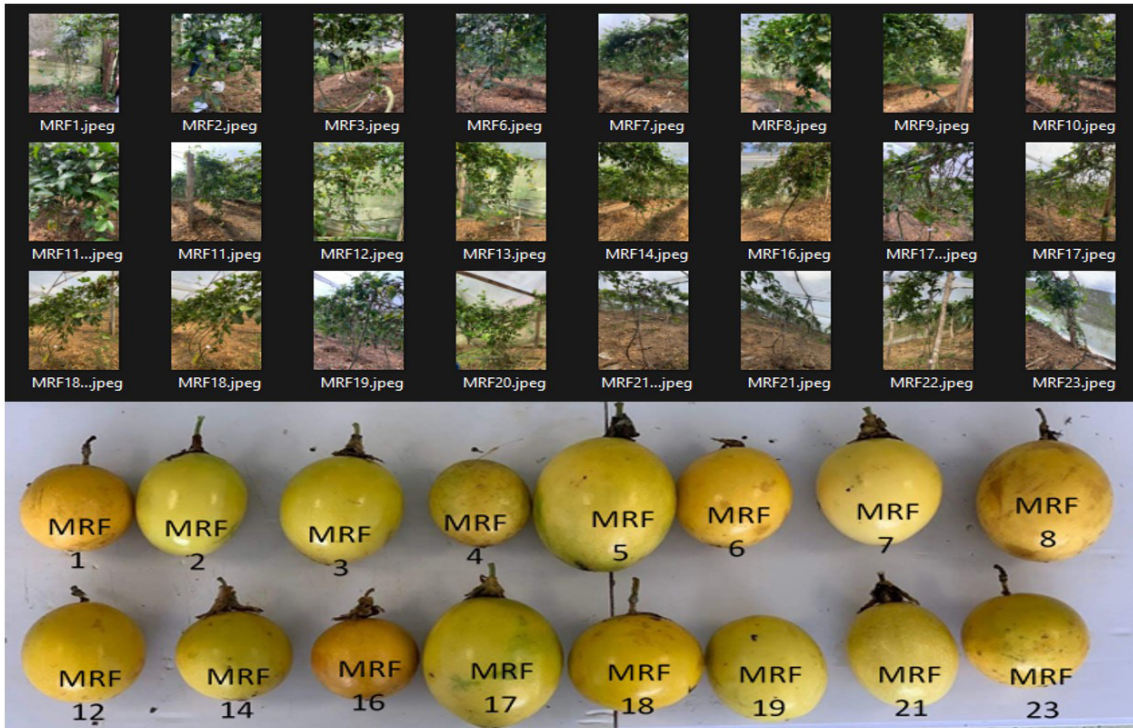 MRF1.jpeg MRF2.jpeg MRF3.jpeg MRF6.jpeg MRF7.jpeg MRF8.jpeg MRF9.jpeg MRF10.jpeg
MRF11...jpeg MRF11.jpeg MRF12.jpeg MRF13.jpeg MRF14.jpeg MRF16.jpeg MRF17...jpeg MRF17.jpeg
MRF18...jpeg MRF18.jpeg MRF19.jpeg MRF20.jpeg MRF21...jpeg MRF21.jpeg MRF22.jpeg MRF23.jpeg
MRF MRF MRF MRF MRF MRF MRF MRF
1 2 3 4 5 6 7 8
MRF MRF MRF MRF MRF MRF MRF MRF
12 14 16 17 18 19 21 23